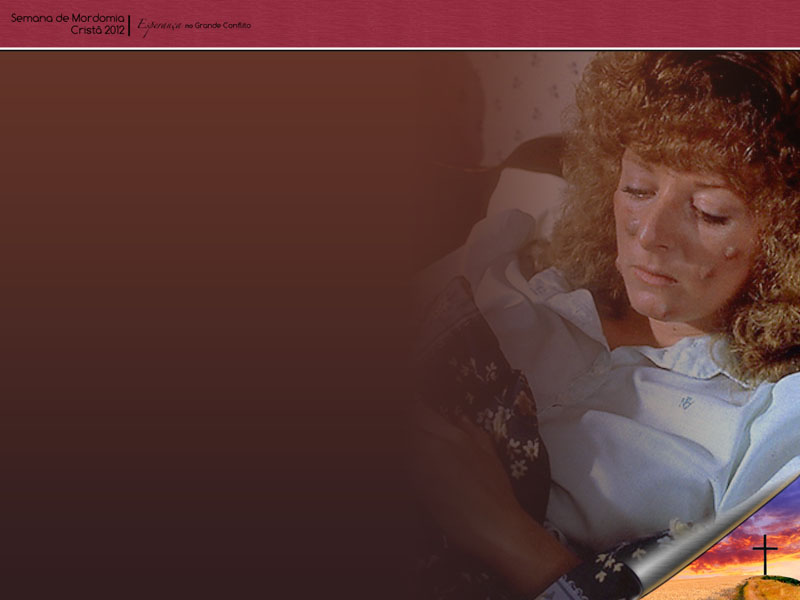 Semana de Mordomia
Cristã 2012
Esperança no Grande Conflito